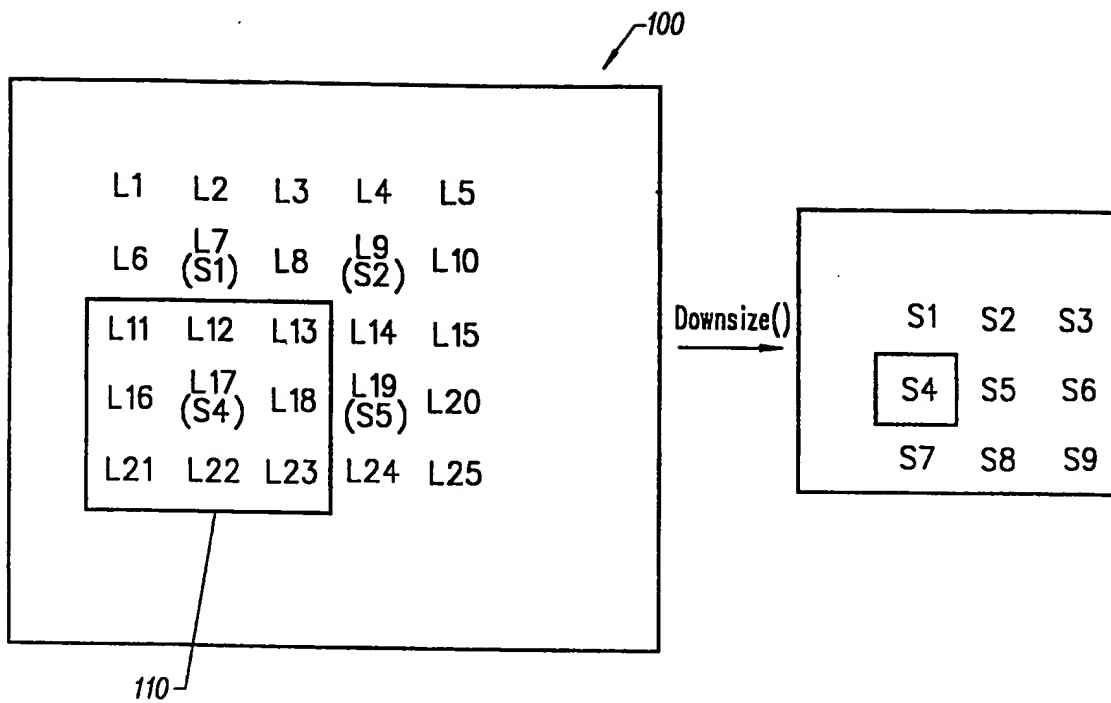 100
L1 L2 L3 L4 L5
L6 L7 L8 L9 L10
(S1) (S2)
L11 L12 L13 L14 L15
L16 L17 L18 L19 L20
(S4) (S5)
L21 L22 L23 L24 L25
110
Downsize()
S1 S2 S3
S4 S5 S6
S7 S8 S9